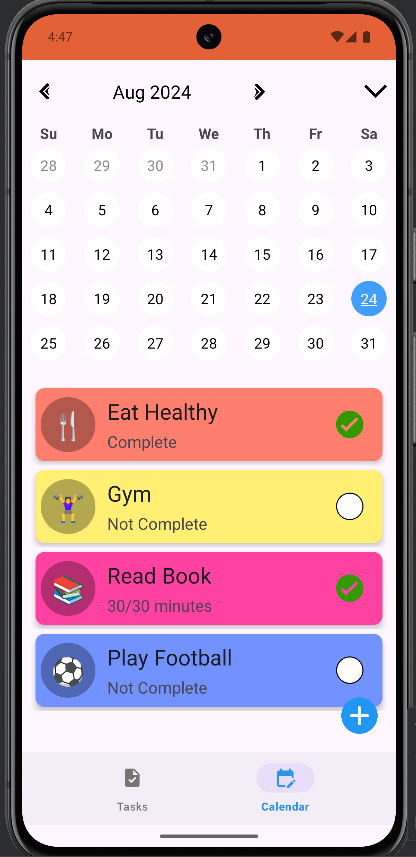 4:47
Aug 2024
Su Mo Tu We Th Fr Sa
28 29 30 31 1 2 3
4 5 6 7 8 9 10
11 12 13 14 15 16 17
18 19 20 21 22 23 24
25 26 27 28 29 30 31
Eat Healthy
Complete
Gym
Not Complete
Read Book
30/30 minutes
Play Football
Not Complete
Tasks Calendar